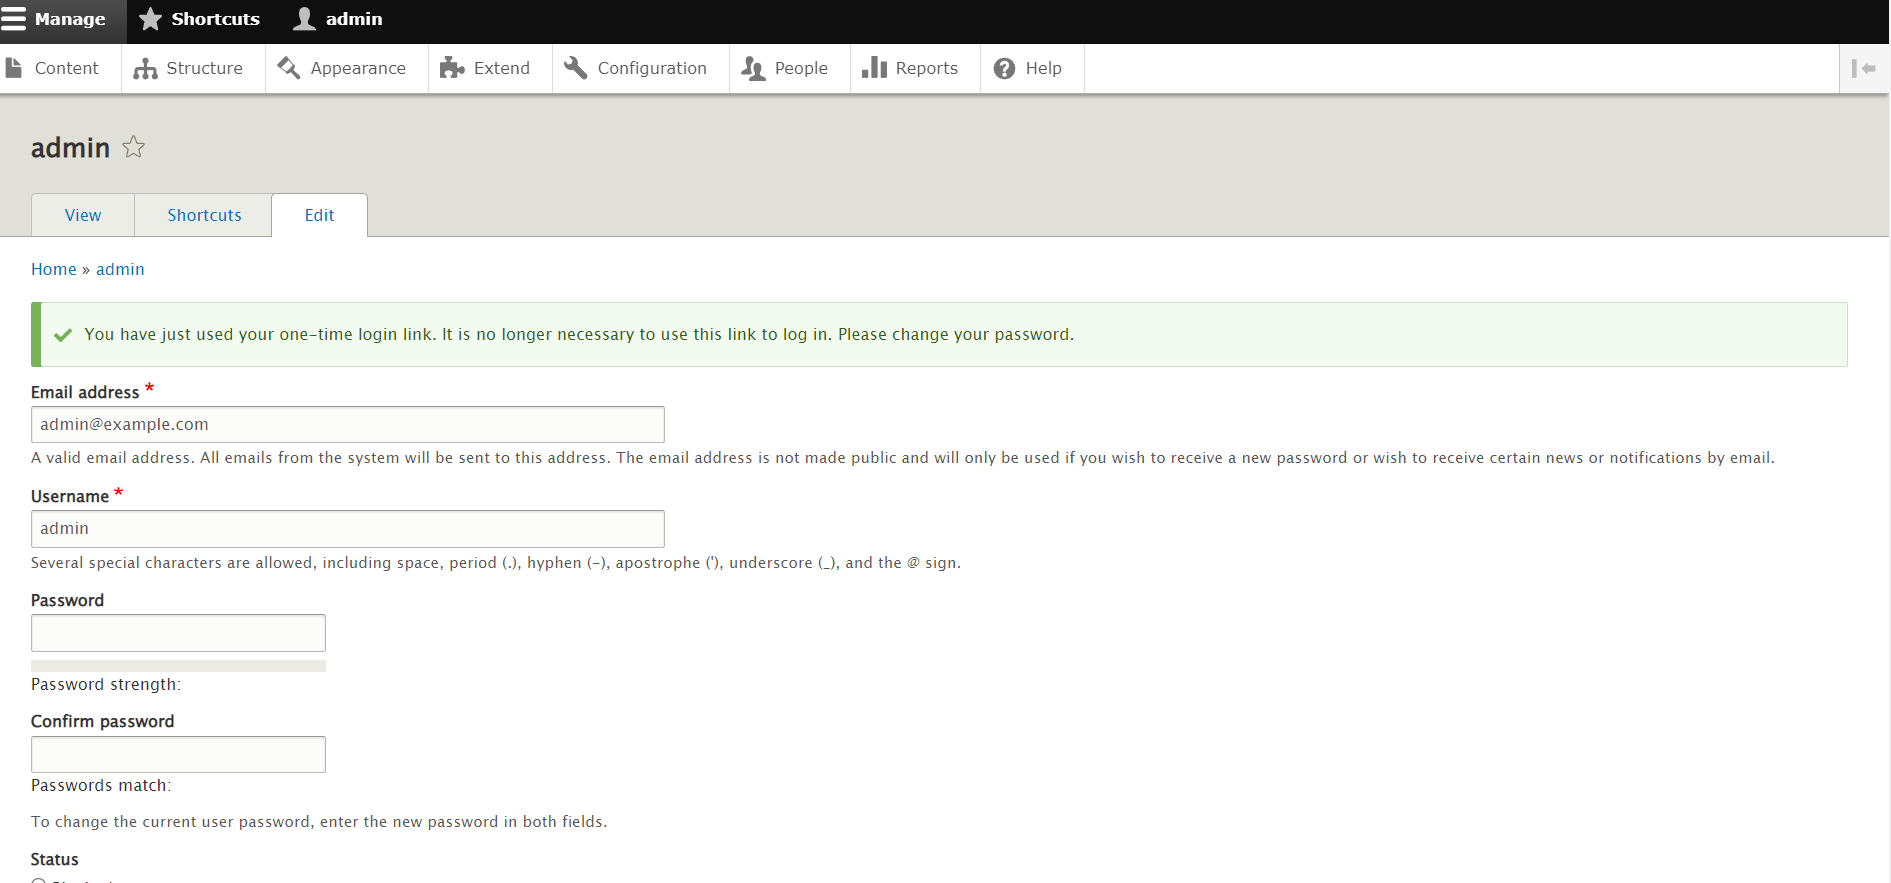 Manage Shortcuts admin
Content Structure Appearance Extend Configuration People Reports Help
admin
View Shortcuts Edit
Home » admin
You have just used your one-time login link. It is no longer necessary to use this link to log in. Please change your password.
Email address *
admin@example.com
A valid email address. All emails from the system will be sent to this address. The email address is not made public and will only be used if you wish to receive a new password or wish to receive certain news or notifications by email.
Username *
admin
Several special characters are allowed, including space, period (.), hyphen (-), apostrophe ('), underscore (_), and the @ sign.
Password
Password strength:
Confirm password
Passwords match:
To change the current user password, enter the new password in both fields.
Status